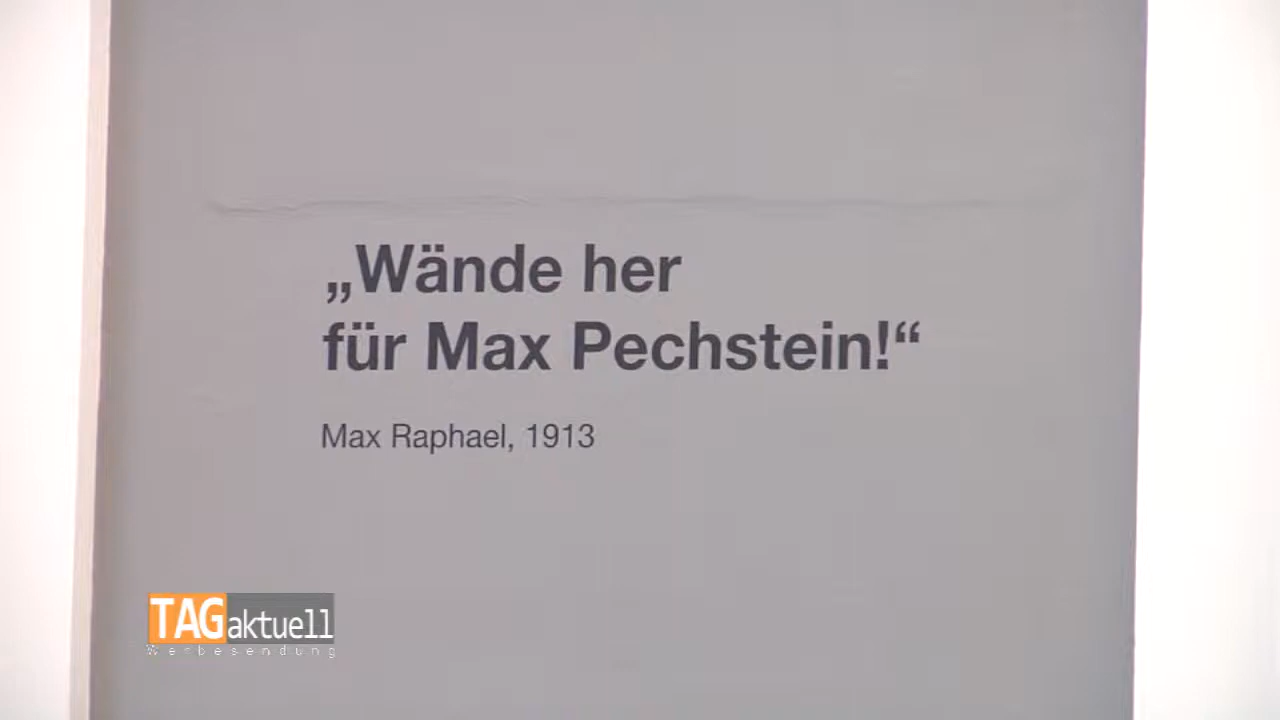 „Wände her
für Max Pechstein!“
Max Raphael, 1913
TAGaktuell
Werbesendung